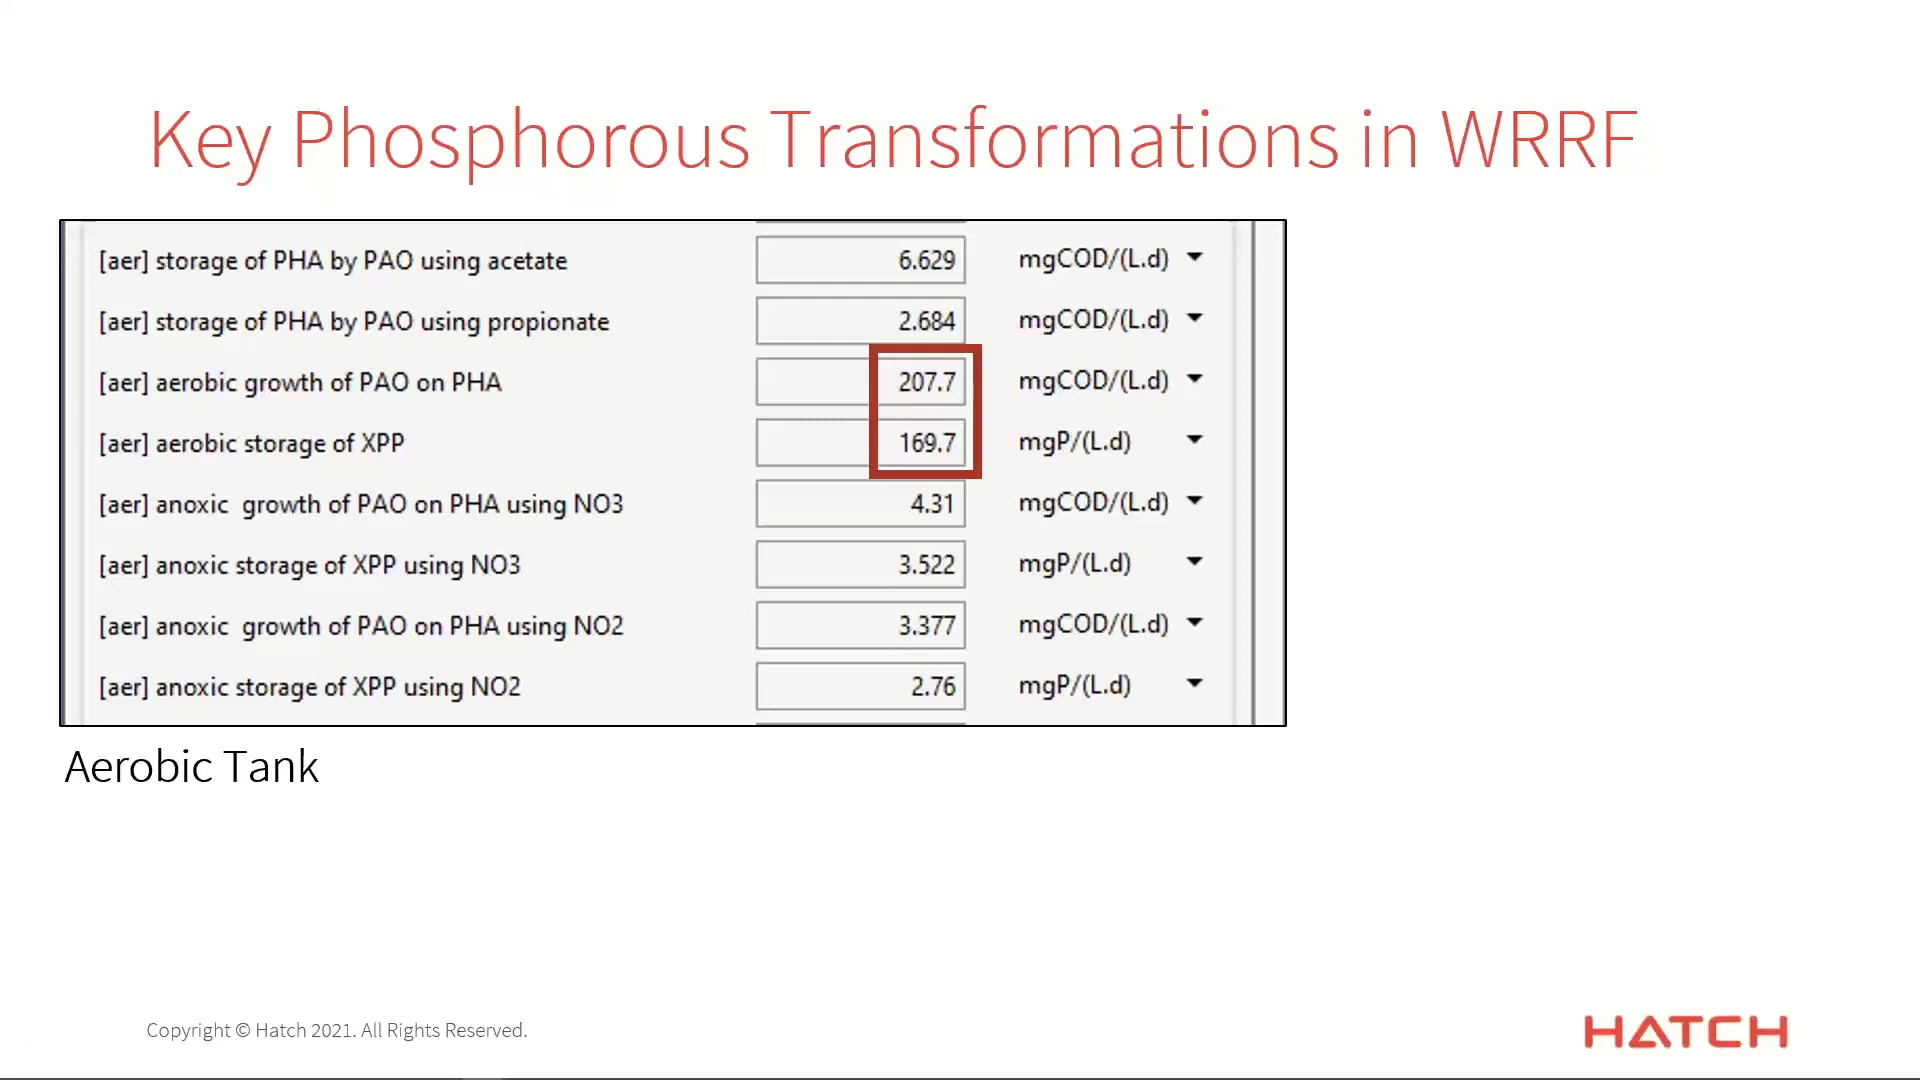 Key Phosphorous Transformations in WRRF
[aer] storage of PHA by PAO using acetate 6.629 mgCOD/(L.d)
[aer] storage of PHA by PAO using propionate 2.684 mgCOD/(L.d)
[aer] aerobic growth of PAO on PHA 207.7 mgCOD/(L.d)
[aer] aerobic storage of XPP 169.7 mgP/(L.d)
[aer] anoxic growth of PAO on PHA using NO3 4.31 mgCOD/(L.d)
[aer] anoxic storage of XPP using NO3 3.522 mgP/(L.d)
[aer] anoxic growth of PAO on PHA using NO2 3.377 mgCOD/(L.d)
[aer] anoxic storage of XPP using NO2 2.76 mgP/(L.d)
Aerobic Tank
Copyright © Hatch 2021. All Rights Reserved.
HATCH